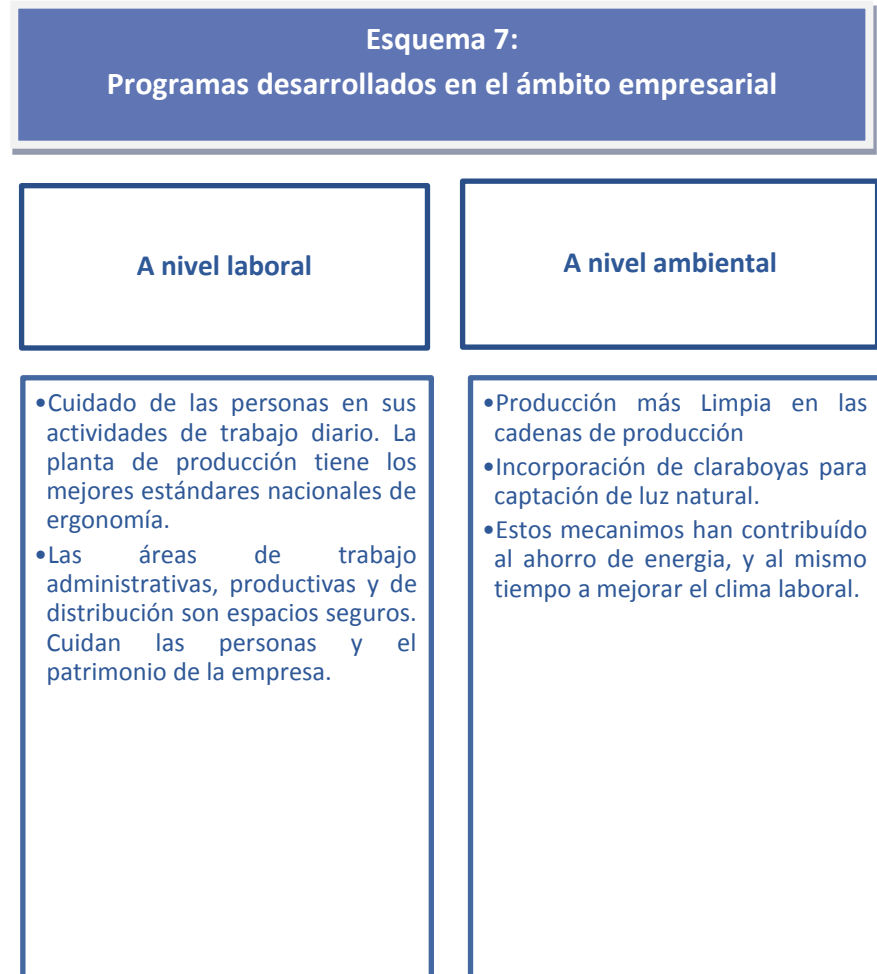 Esquema 7:
Programas desarrollados en el ámbito empresarial
A nivel laboral
•Cuidado de las personas en sus
actividades de trabajo diario. La
planta de producción tiene los
mejores estándares nacionales de
ergonomía.
•Las áreas de trabajo
administrativas, productivas y de
distribución son espacios seguros.
Cuidan las personas y el
patrimonio de la empresa.
A nivel ambiental
•Producción más Limpia en las
cadenas de producción
•Incorporación de claraboyas para
captación de luz natural.
•Estos mecanimos han contribuído
al ahorro de energia, y al mismo
tiempo a mejorar el clima laboral.